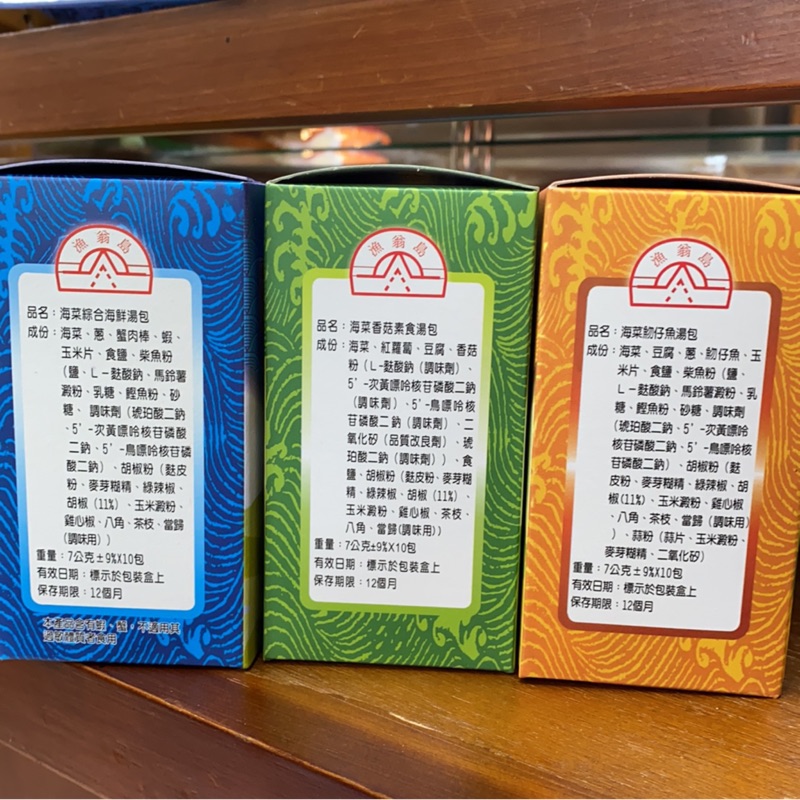 漁翁島
品名：海菜綜合海鮮湯包
成份：海菜、蔥、蟹肉棒、蝦、
玉米片、食鹽、柴魚粉
（鹽、Ｌ－麩酸鈉、馬鈴薯
澱粉、乳糖、鰹魚粉、砂
糖、調味劑（琥珀酸二鈉
、5'-次黃嘌呤核苷磷酸
二鈉、5'-鳥嘌呤核苷磷
酸二鈉）、胡椒粉（麩皮
粉、麥芽糊精、綠辣椒、
胡椒（11%）、玉米澱粉、
雞心椒、八角、茶枝、當歸
（調味用））
重量：7公克±9%X10包
有效日期：標示於包裝盒上
保存期限：12個月
本產品含有蝦、蟹，不適用其
過敏體質者食用
漁翁島
品名：海菜香菇素食湯包
成份：海菜、紅蘿蔔、豆腐、香菇
粉（Ｌ－麩酸鈉（調味劑）、
5'-次黃嘌呤核苷磷酸二鈉
（調味劑）、5'-鳥嘌呤核
苷磷酸二鈉（調味劑）、二
氧化矽（品質改良劑）、琥
珀酸二鈉（調味劑））、食
鹽、胡椒粉（麩皮粉、麥芽糊
精、綠辣椒、胡椒（11%）、
玉米澱粉、雞心椒、茶枝、
八角、當歸(調味用））
重量：7公克±9%X10包
有效日期：標示於包裝盒上
保存期限：12個月
漁翁島
品名：海菜魩仔魚湯包
成份：海菜、豆腐、蔥、魩仔魚、玉
米片、食鹽、柴魚粉（鹽、
Ｌ－麩酸鈉、馬鈴薯澱粉、乳
糖、鰹魚粉、砂糖、調味劑
（琥珀酸二鈉、5'-次黃嘌呤
核苷磷酸二鈉、5'-鳥嘌呤核
苷磷酸二鈉）、胡椒粉（麩
皮粉、麥芽糊精、綠辣椒、胡
椒(11%)、玉米澱粉、雞心椒
、八角、茶枝、當歸（調味用）
）、蒜粉（蒜片、玉米澱粉、
麥芽糊精、二氧化矽）
重量：7公克±9%X10包
有效日期：標示於包裝盒上
保存期限：12個月